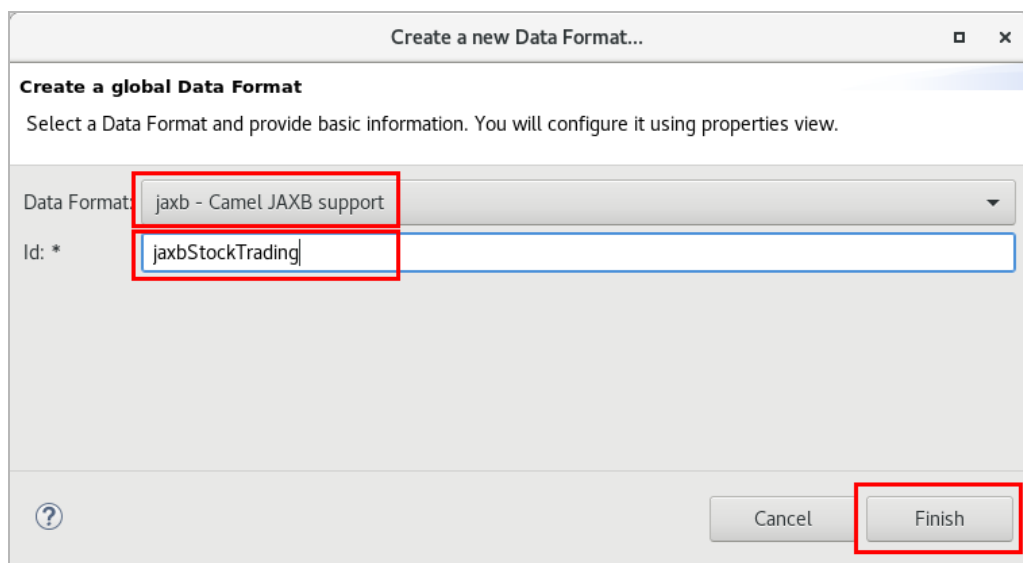 Create a new Data Format...
Create a global Data Format
Select a Data Format and provide basic information. You will configure it using properties view.
Data Format: jaxb - Camel JAXB support
Id: * jaxbStockTrading
? Cancel Finish